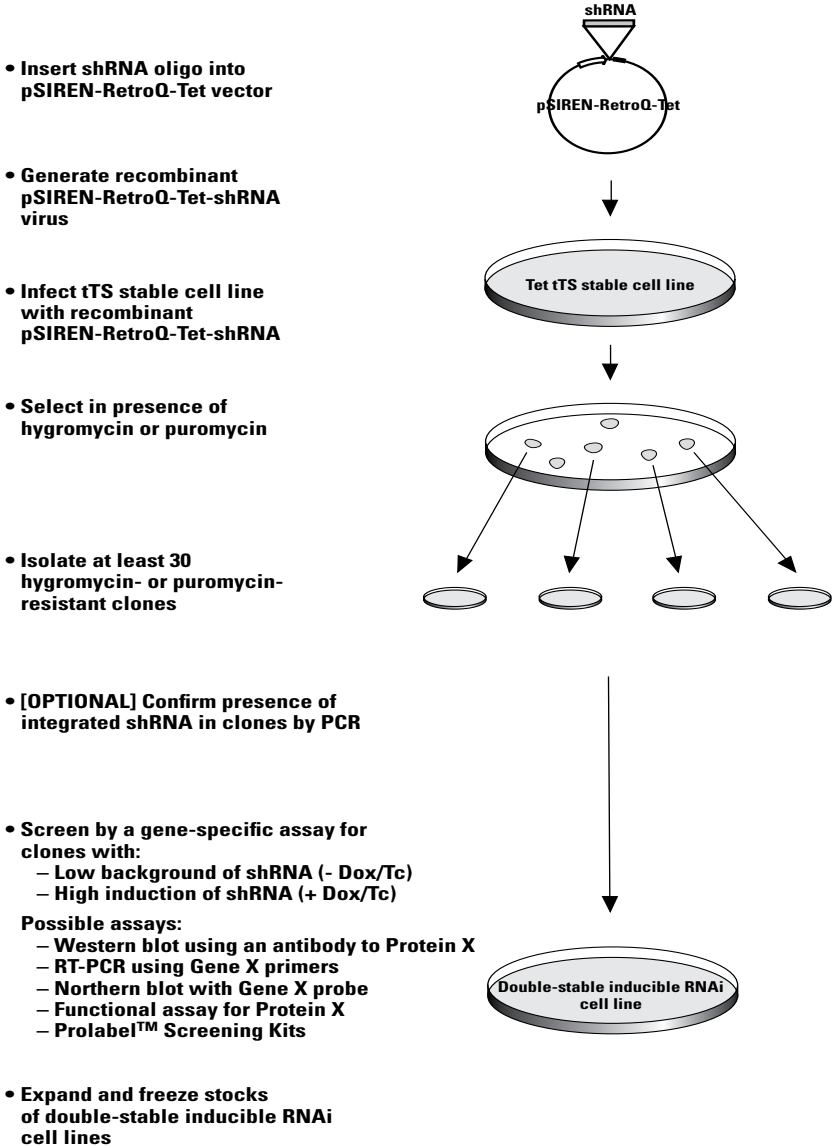 shRNA
• Insert shRNA oligo into
pSIREN-RetroQ-Tet vector
pSIREN-RetroQ-Tet
• Generate recombinant
pSIREN-RetroQ-Tet-shRNA
virus
• Infect tTS stable cell line
with recombinant
pSIREN-RetroQ-Tet-shRNA
Tet tTS stable cell line
• Select in presence of
hygromycin or puromycin
• Isolate at least 30
hygromycin- or puromycin-
resistant clones
• [OPTIONAL] Confirm presence of
integrated shRNA in clones by PCR
• Screen by a gene-specific assay for
clones with:
– Low background of shRNA (- Dox/Tc)
– High induction of shRNA (+ Dox/Tc)
Possible assays:
– Western blot using an antibody to Protein X
– RT-PCR using Gene X primers
– Northern blot with Gene X probe
– Functional assay for Protein X
– Prolabel™ Screening Kits
Double-stable inducible RNAi
cell line
• Expand and freeze stocks
of double-stable inducible RNAi
cell lines